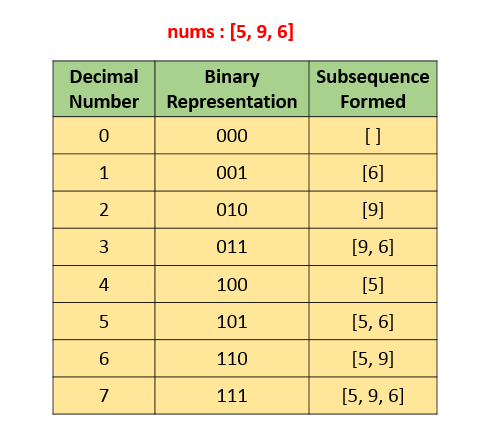 nums : [5, 9, 6]
Decimal Number Binary Representation Subsequence Formed
0 000 [ ]
1 001 [6]
2 010 [9]
3 011 [9, 6]
4 100 [5]
5 101 [5, 6]
6 110 [5, 9]
7 111 [5, 9, 6]